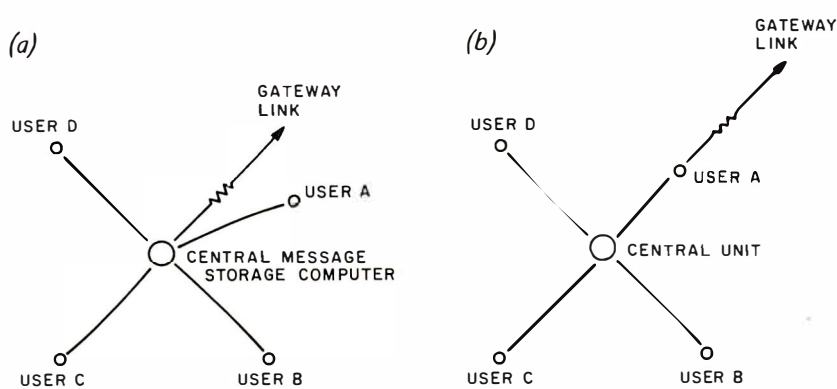 (a)
GATEWAY
LINK
USER D
USER A
CENTRAL MESSAGE
STORAGE COMPUTER
USER C
USER B
(b)
GATEWAY
LINK
USER D
USER A
CENTRAL UNIT
USER C
USER B